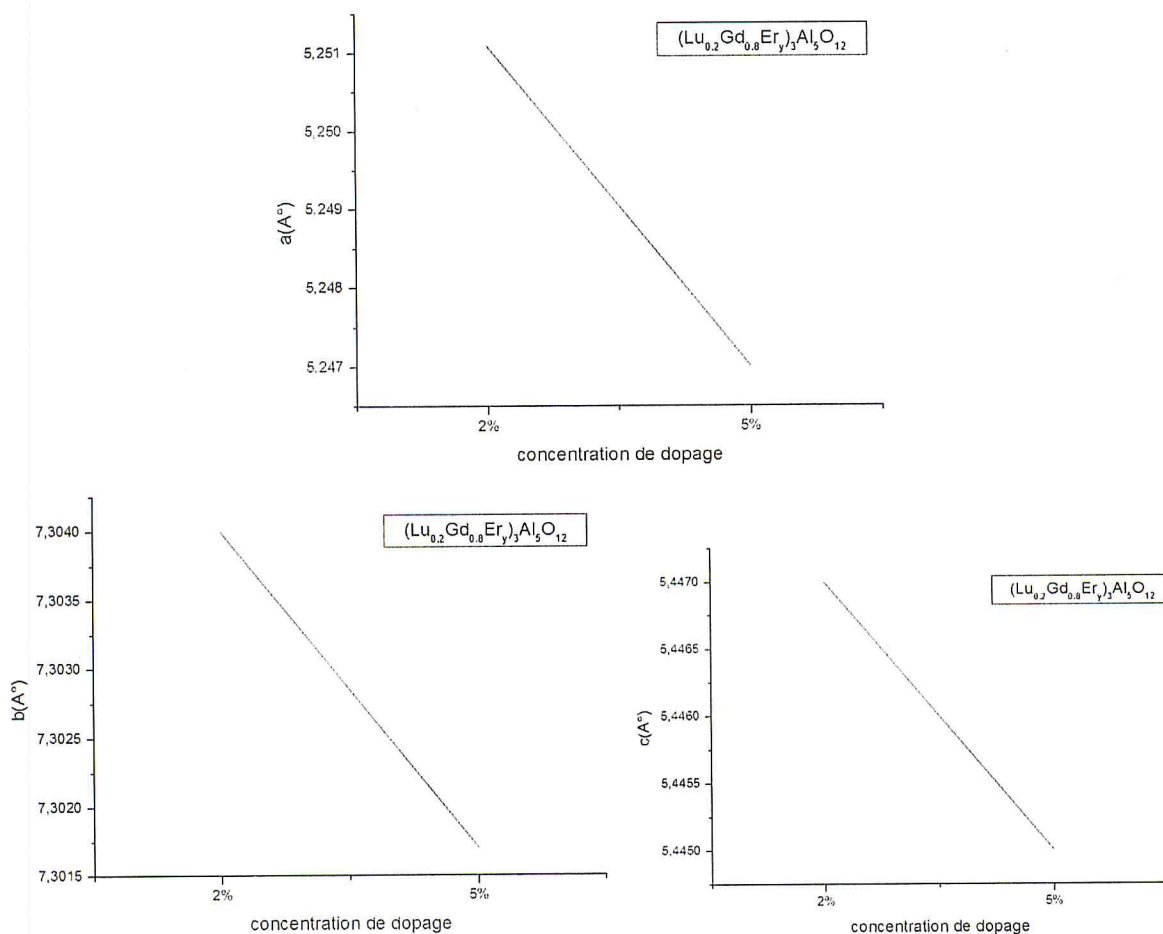 (Lu0.2Gd0.8Ery)3Al5O12
5,251
5,250
5,249
5,248
5,247
a(A°)
2%
5%
concentration de dopage
(Lu0.2Gd0.8Ery)3Al5O12
7,3040
7,3035
7,3030
7,3025
7,3020
7,3015
b(A°)
2%
5%
concentration de dopage
(Lu0.2Gd0.8Ery)3Al5O12
5,4470
5,4465
5,4460
5,4455
5,4450
c(A°)
2%
5%
concentration de dopage